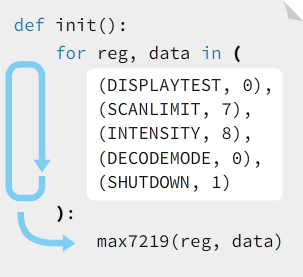 def init():
    for reg, data in (
        (DISPLAYTEST, 0),
        (SCANLIMIT, 7),
        (INTENSITY, 8),
        (DECODEMODE, 0),
        (SHUTDOWN, 1)
    ):
        max7219(reg, data)